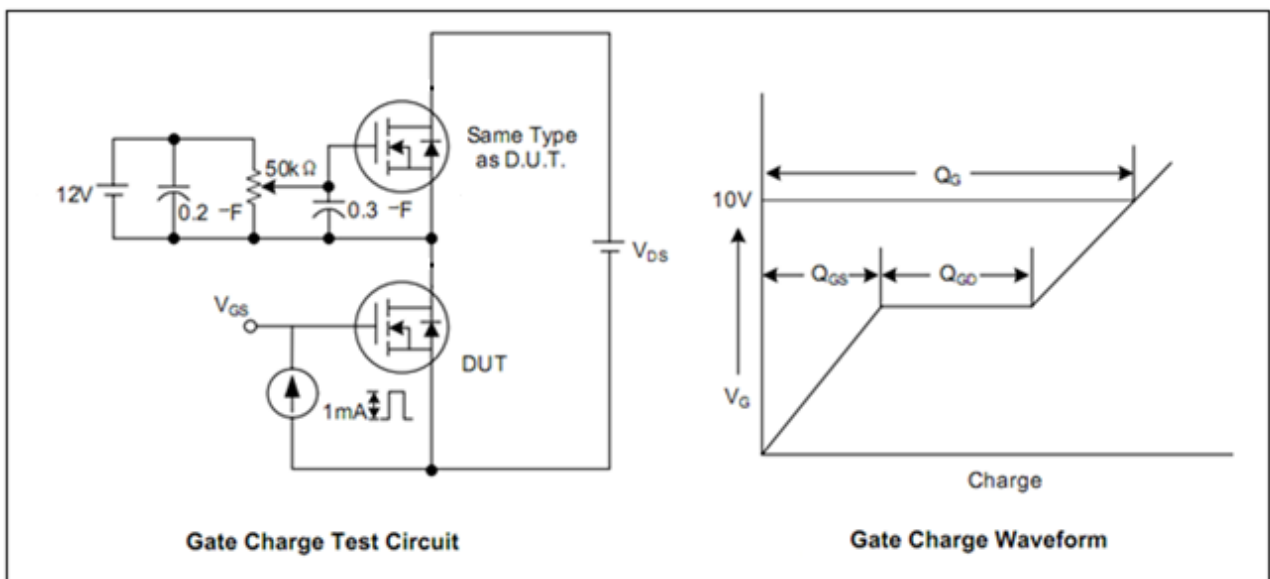 Same Type
as D.U.T.
50kΩ
12V
0.2 −F
0.3 −F
VDS
VGS
DUT
1mA
Gate Charge Test Circuit
QG
10V
QGS
QGD
VG
Charge
Gate Charge Waveform